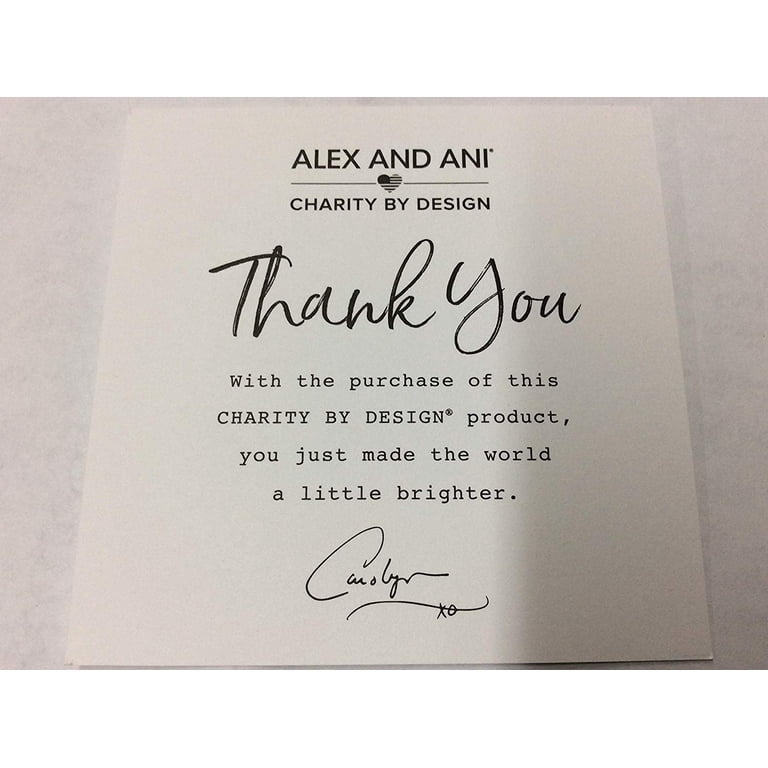 ALEX AND ANI®
CHARITY BY DESIGN
Thank You
With the purchase of this
CHARITY BY DESIGN® product,
you just made the world
a little brighter.
Carolyn
xo